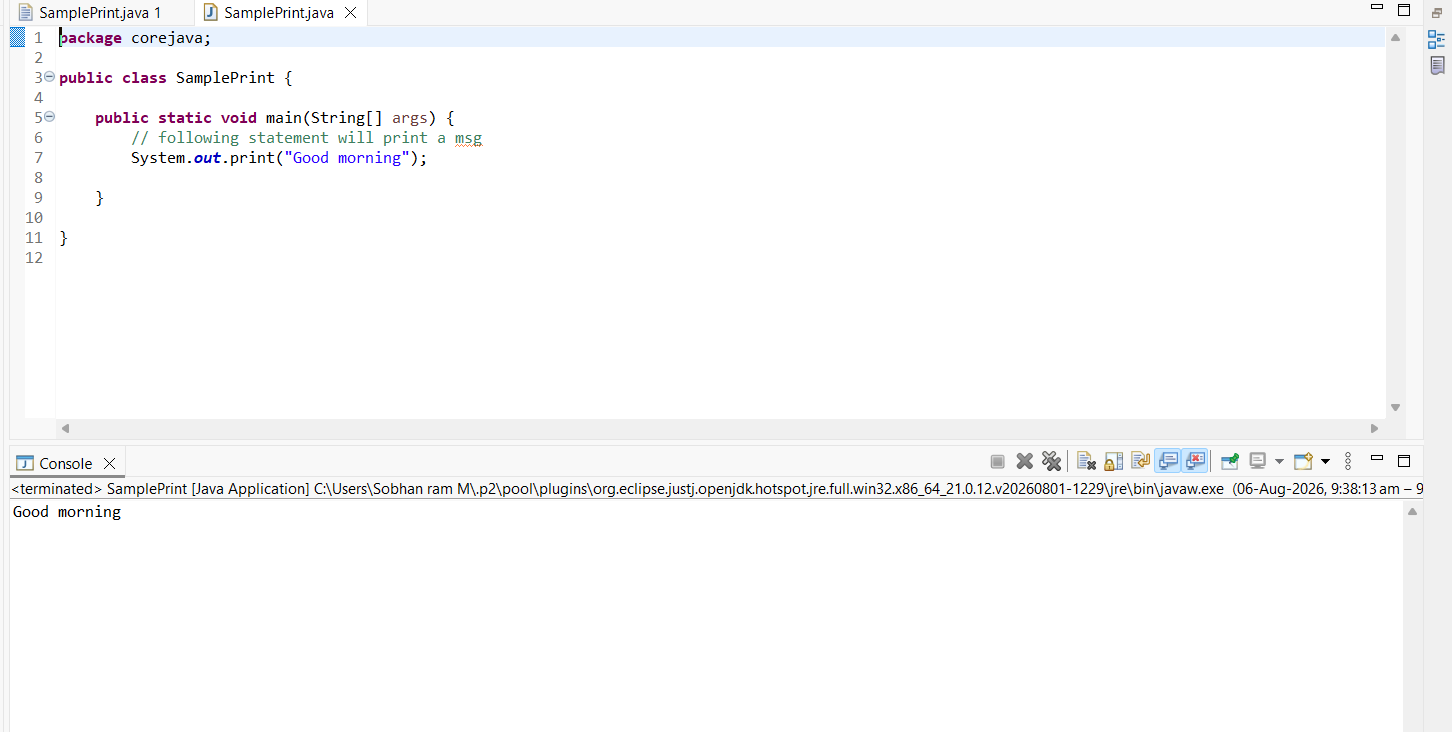 SamplePrint.java 1
SamplePrint.java
1 package corejava;
2
3 public class SamplePrint {
4
5     public static void main(String[] args) {
6         // following statement will print a msg
7         System.out.print("Good morning");
8
9     }
10
11 }
12
Console
<terminated> SamplePrint [Java Application] C:\Users\Sobhan ram M\.p2\pool\plugins\org.eclipse.justj.openjdk.hotspot.jre.full.win32.x86_64_21.0.12.v20260801-1229\jre\bin\javaw.exe (06-Aug-2026, 9:38:13 am – 9
Good morning